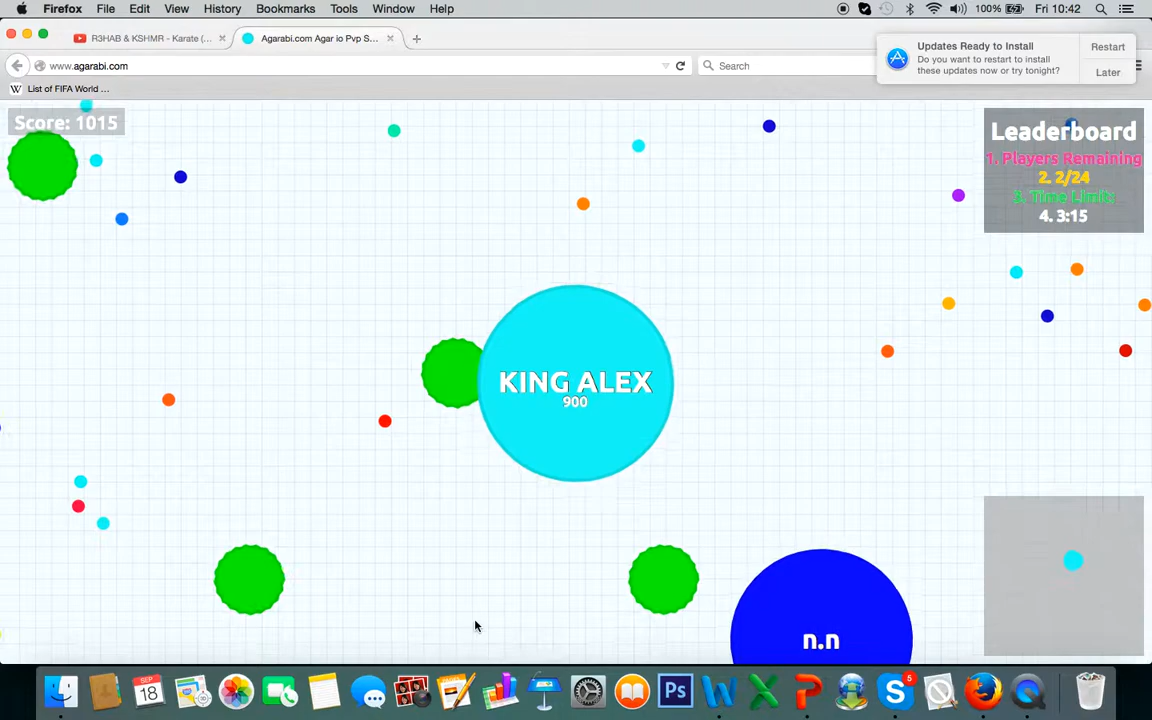 Firefox File Edit View History Bookmarks Tools Window Help 100% Fri 10:42
R3HAB & KSHMR - Karate (... Agarabi.com Agar io Pvp S...
www.agarabi.com Search
W List of FIFA World ...
Updates Ready to Install
Do you want to restart to install
these updates now or try tonight?
Restart
Later
Score: 1015
Leaderboard
1. Players Remaining
2. 2/24
3. Time Limit:
4. 3:15
KING ALEX
900
n.n
SEP
18
Ps W X P S 5